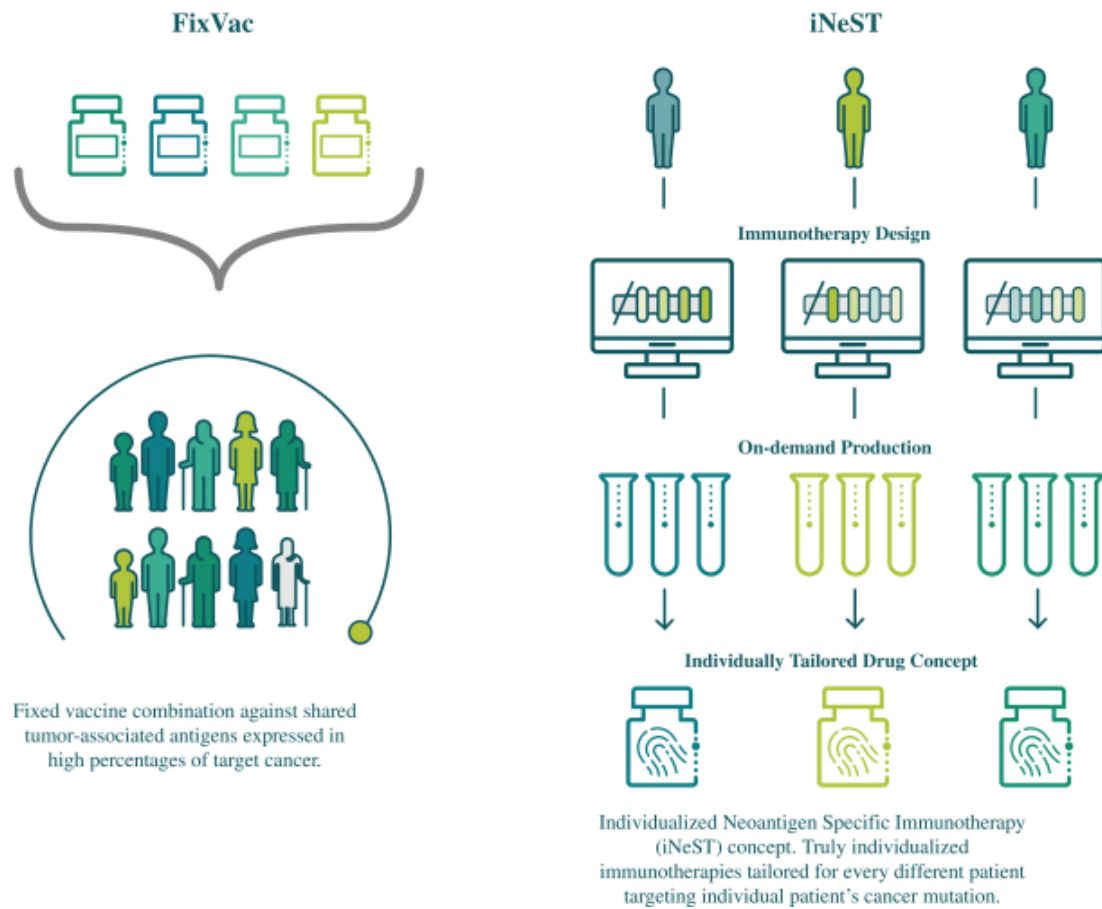 FixVac
Fixed vaccine combination against shared
tumor-associated antigens expressed in
high percentages of target cancer.
iNeST
Immunotherapy Design
On-demand Production
Individually Tailored Drug Concept
Individualized Neoantigen Specific Immunotherapy
(iNeST) concept. Truly individualized
immunotherapies tailored for every different patient
targeting individual patient’s cancer mutation.